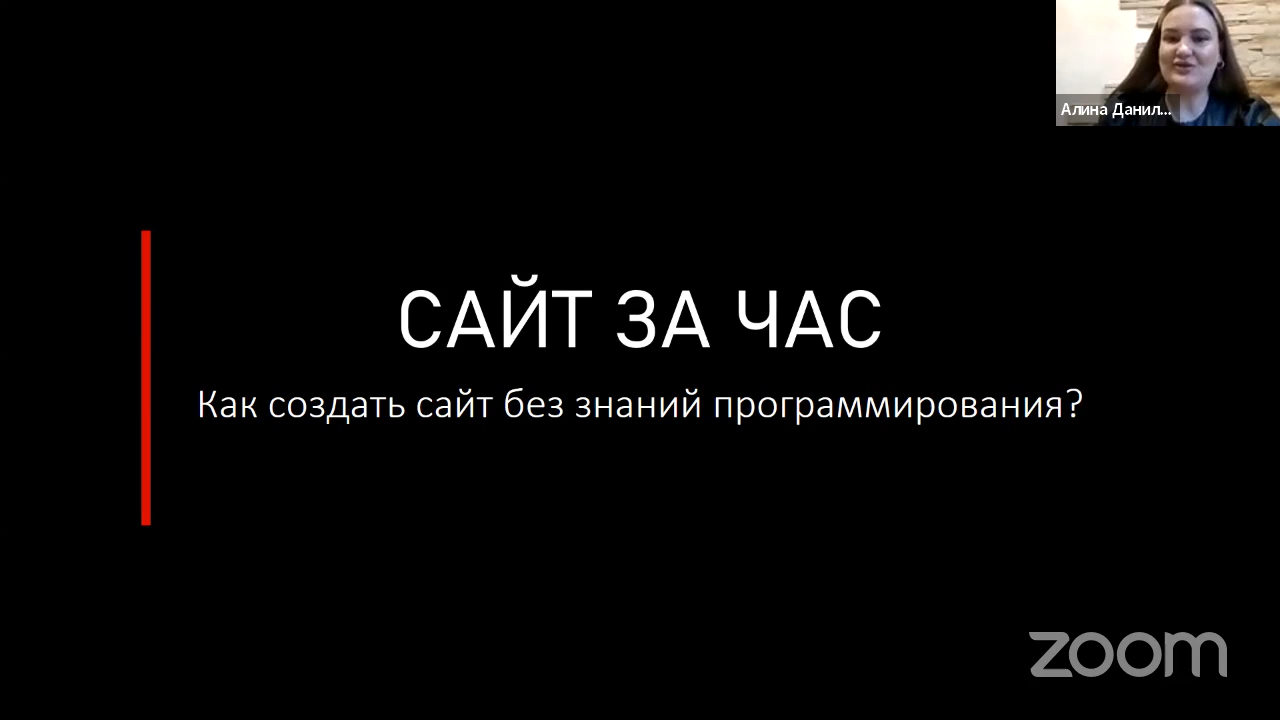 Алина Данил...
САЙТ ЗА ЧАС
Как создать сайт без знаний программирования?
zoom